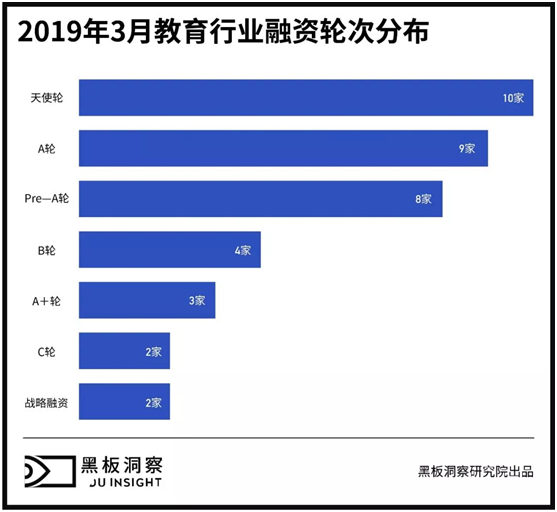 2019年3月教育行业融资轮次分布
天使轮 10家
A轮 9家
Pre—A轮 8家
B轮 4家
A＋轮 3家
C轮 2家
战略融资 2家
黑板洞察
JU INSIGHT
黑板洞察研究院出品